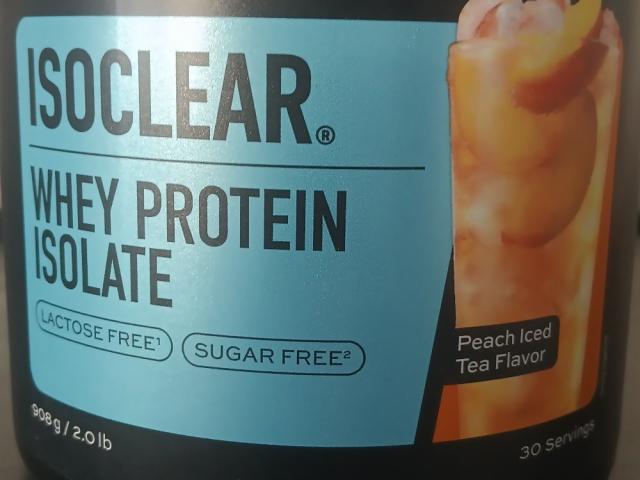 ISOCLEAR®
WHEY PROTEIN
ISOLATE
LACTOSE FREE¹
SUGAR FREE²
Peach Iced
Tea Flavor
908g / 2.0 lb
30 Servings